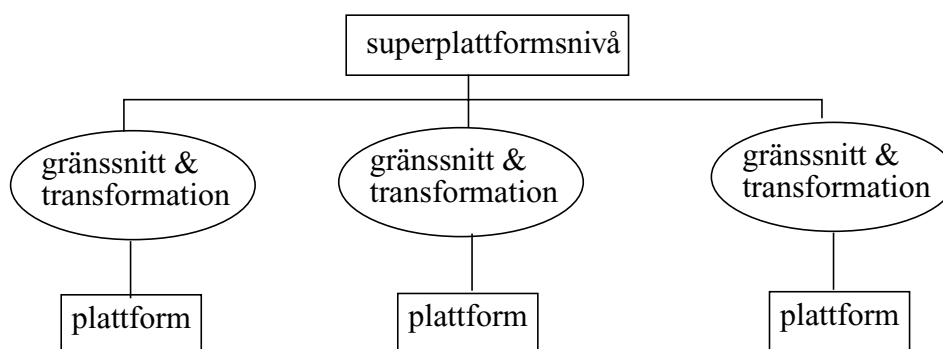 superplattformsnivå
gränssnitt &
transformation
gränssnitt &
transformation
gränssnitt &
transformation
plattform
plattform
plattform